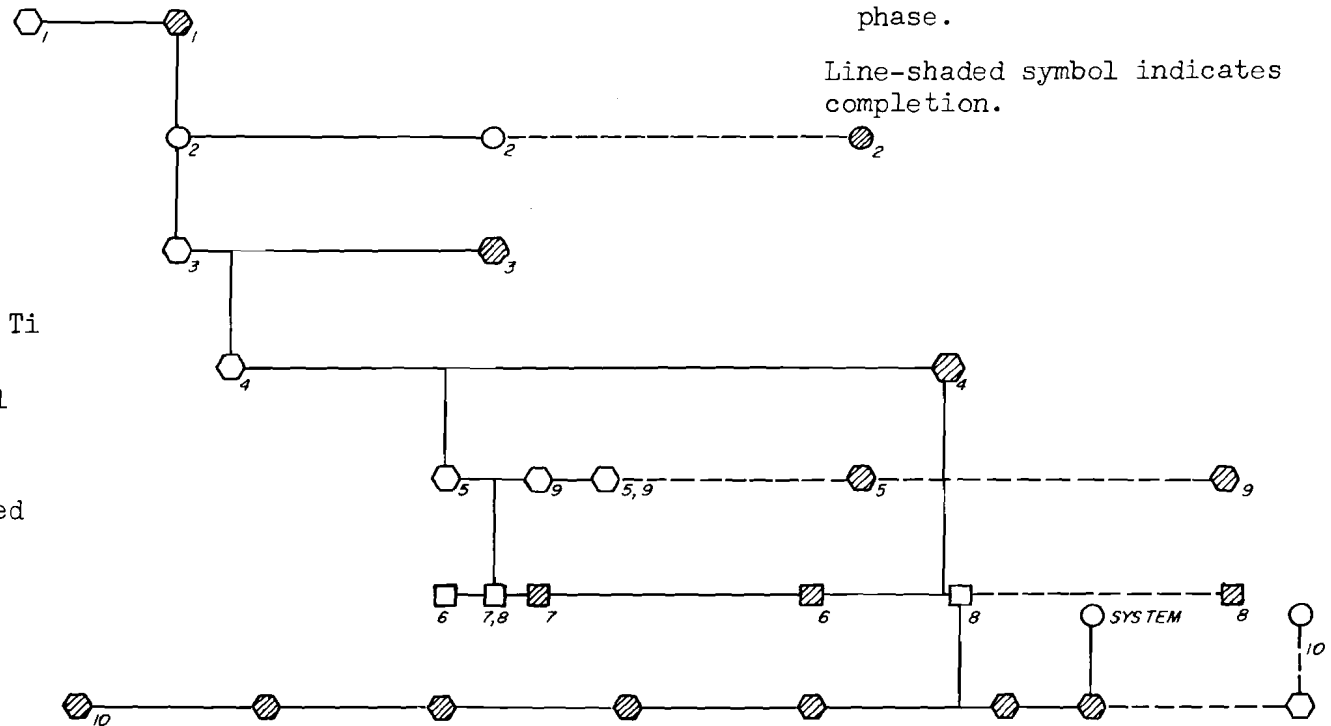 phase.
Line-shaded symbol indicates
completion.
1 1
2 2 2
3 3
Ti
4 4
l
5 9 5,9 5 9
ed
6 7,8 7 6 8 8
SYSTEM
10
10